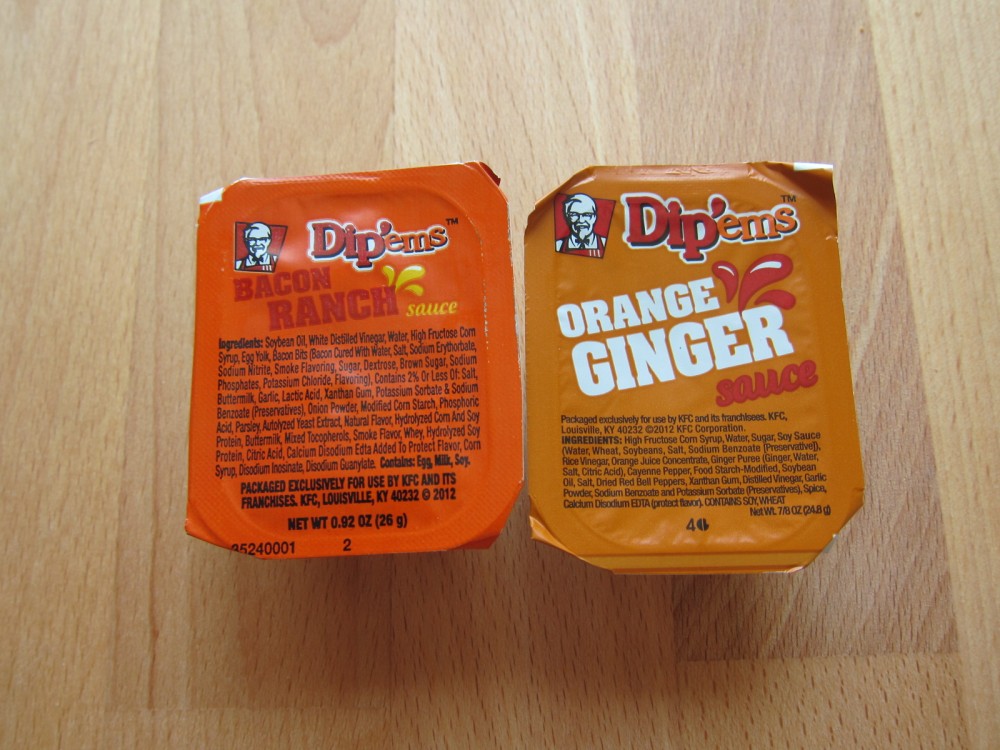 Dip'ems™
BACON
RANCH
sauce
Ingredients: Soybean Oil, White Distilled Vinegar, Water, High Fructose Corn
Syrup, Egg Yolk, Bacon Bits (Bacon Cured With Water, Salt, Sodium Erythorbate,
Sodium Nitrite, Smoke Flavoring, Sugar, Dextrose, Brown Sugar, Sodium
Phosphates, Potassium Chloride, Flavoring), Contains 2% Or Less Of: Salt,
Buttermilk, Garlic, Lactic Acid, Xanthan Gum, Potassium Sorbate & Sodium
Benzoate (Preservatives), Onion Powder, Modified Corn Starch, Phosphoric
Acid, Parsley, Autolyzed Yeast Extract, Natural Flavor, Hydrolyzed Corn And Soy
Protein, Buttermilk, Mixed Tocopherols, Smoke Flavor, Whey, Hydrolyzed Soy
Protein, Citric Acid, Calcium Disodium Edta Added To Protect Flavor, Corn
Syrup, Disodium Inosinate, Disodium Guanylate. Contains: Egg, Milk, Soy.
PACKAGED EXCLUSIVELY FOR USE BY KFC AND ITS
FRANCHISES. KFC, LOUISVILLE, KY 40232 © 2012
NET WT 0.92 OZ (26 g)
35240001 2
Dip'ems™
ORANGE
GINGER
sauce
Packaged exclusively for use by KFC and its franchisees. KFC,
Louisville, KY 40232 ©2012 KFC Corporation.
INGREDIENTS: High Fructose Corn Syrup, Water, Sugar, Soy Sauce
(Water, Wheat, Soybeans, Salt, Sodium Benzoate [Preservative]),
Rice Vinegar, Orange Juice Concentrate, Ginger Puree (Ginger, Water,
Salt, Citric Acid), Cayenne Pepper, Food Starch-Modified, Soybean
Oil, Salt, Dried Red Bell Peppers, Xanthan Gum, Distilled Vinegar, Garlic
Powder, Sodium Benzoate and Potassium Sorbate (Preservatives), Spice,
Calcium Disodium EDTA (protect flavor). CONTAINS SOY, WHEAT
Net Wt. 7/8 OZ (24.8 g)
4